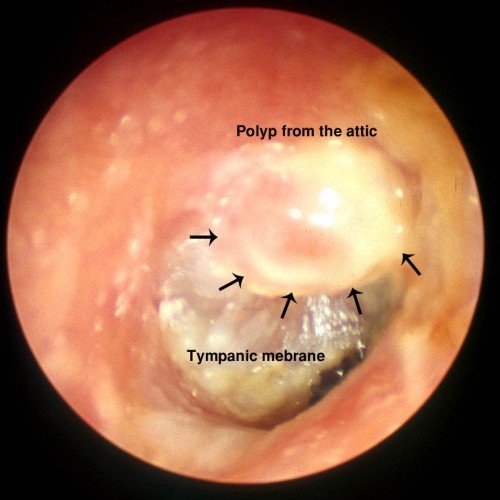 Polyp from the attic
Tympanic mebrane